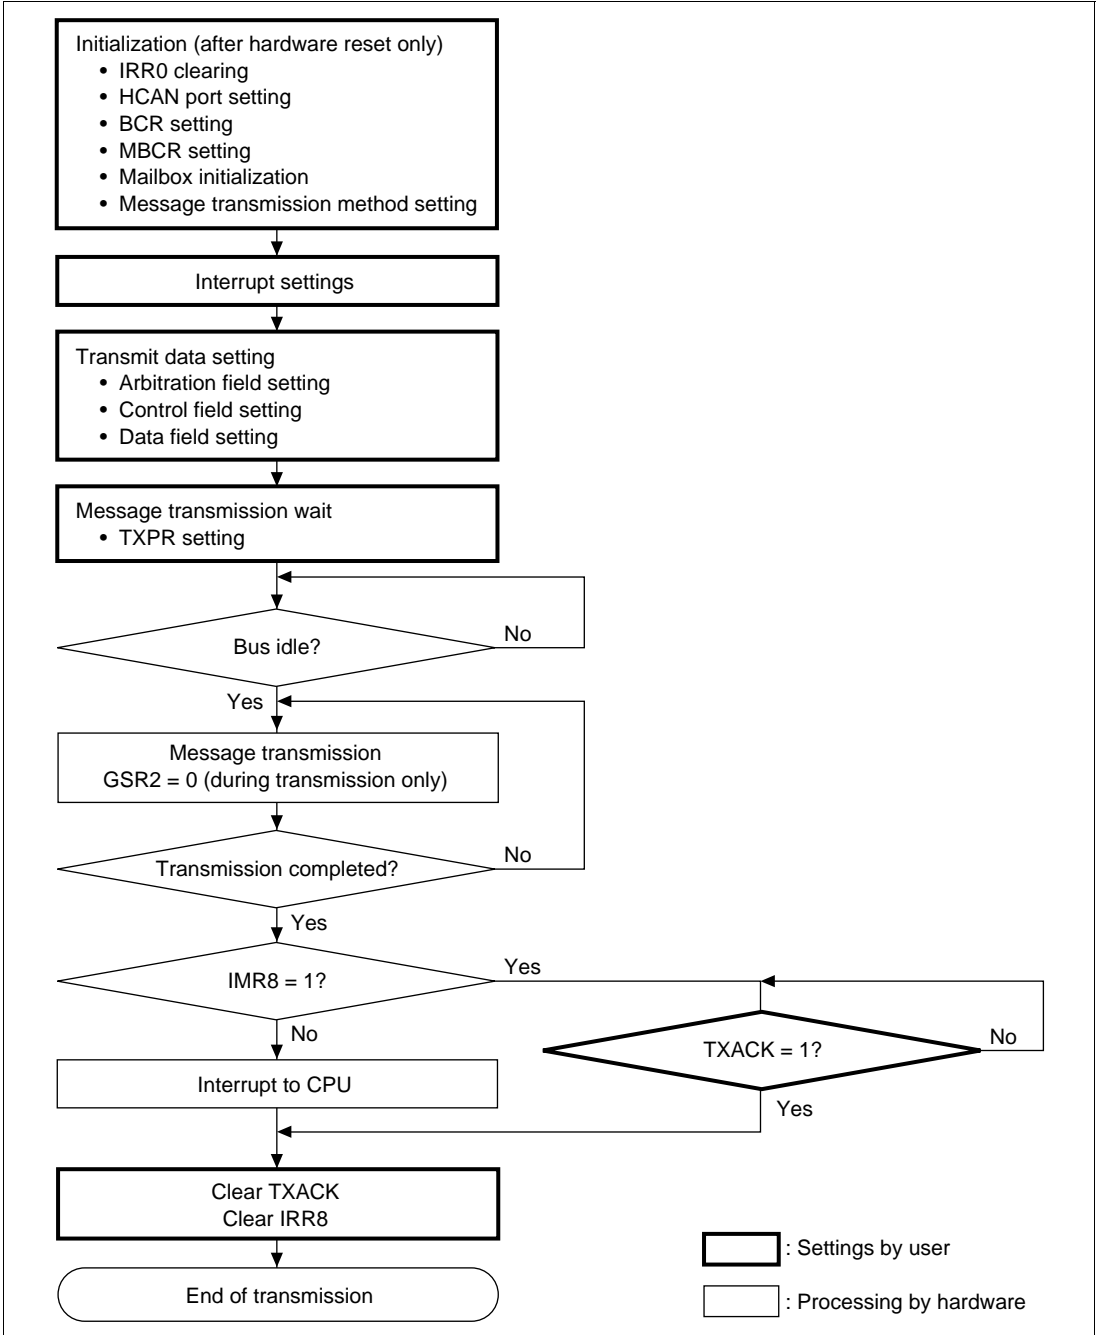 Initialization (after hardware reset only)
• IRR0 clearing
• HCAN port setting
• BCR setting
• MBCR setting
• Mailbox initialization
• Message transmission method setting
Interrupt settings
Transmit data setting
• Arbitration field setting
• Control field setting
• Data field setting
Message transmission wait
• TXPR setting
Bus idle?
No
Yes
Message transmission
GSR2 = 0 (during transmission only)
Transmission completed?
No
Yes
IMR8 = 1?
Yes
No
TXACK = 1?
No
Yes
Interrupt to CPU
Clear TXACK
Clear IRR8
End of transmission
: Settings by user
: Processing by hardware